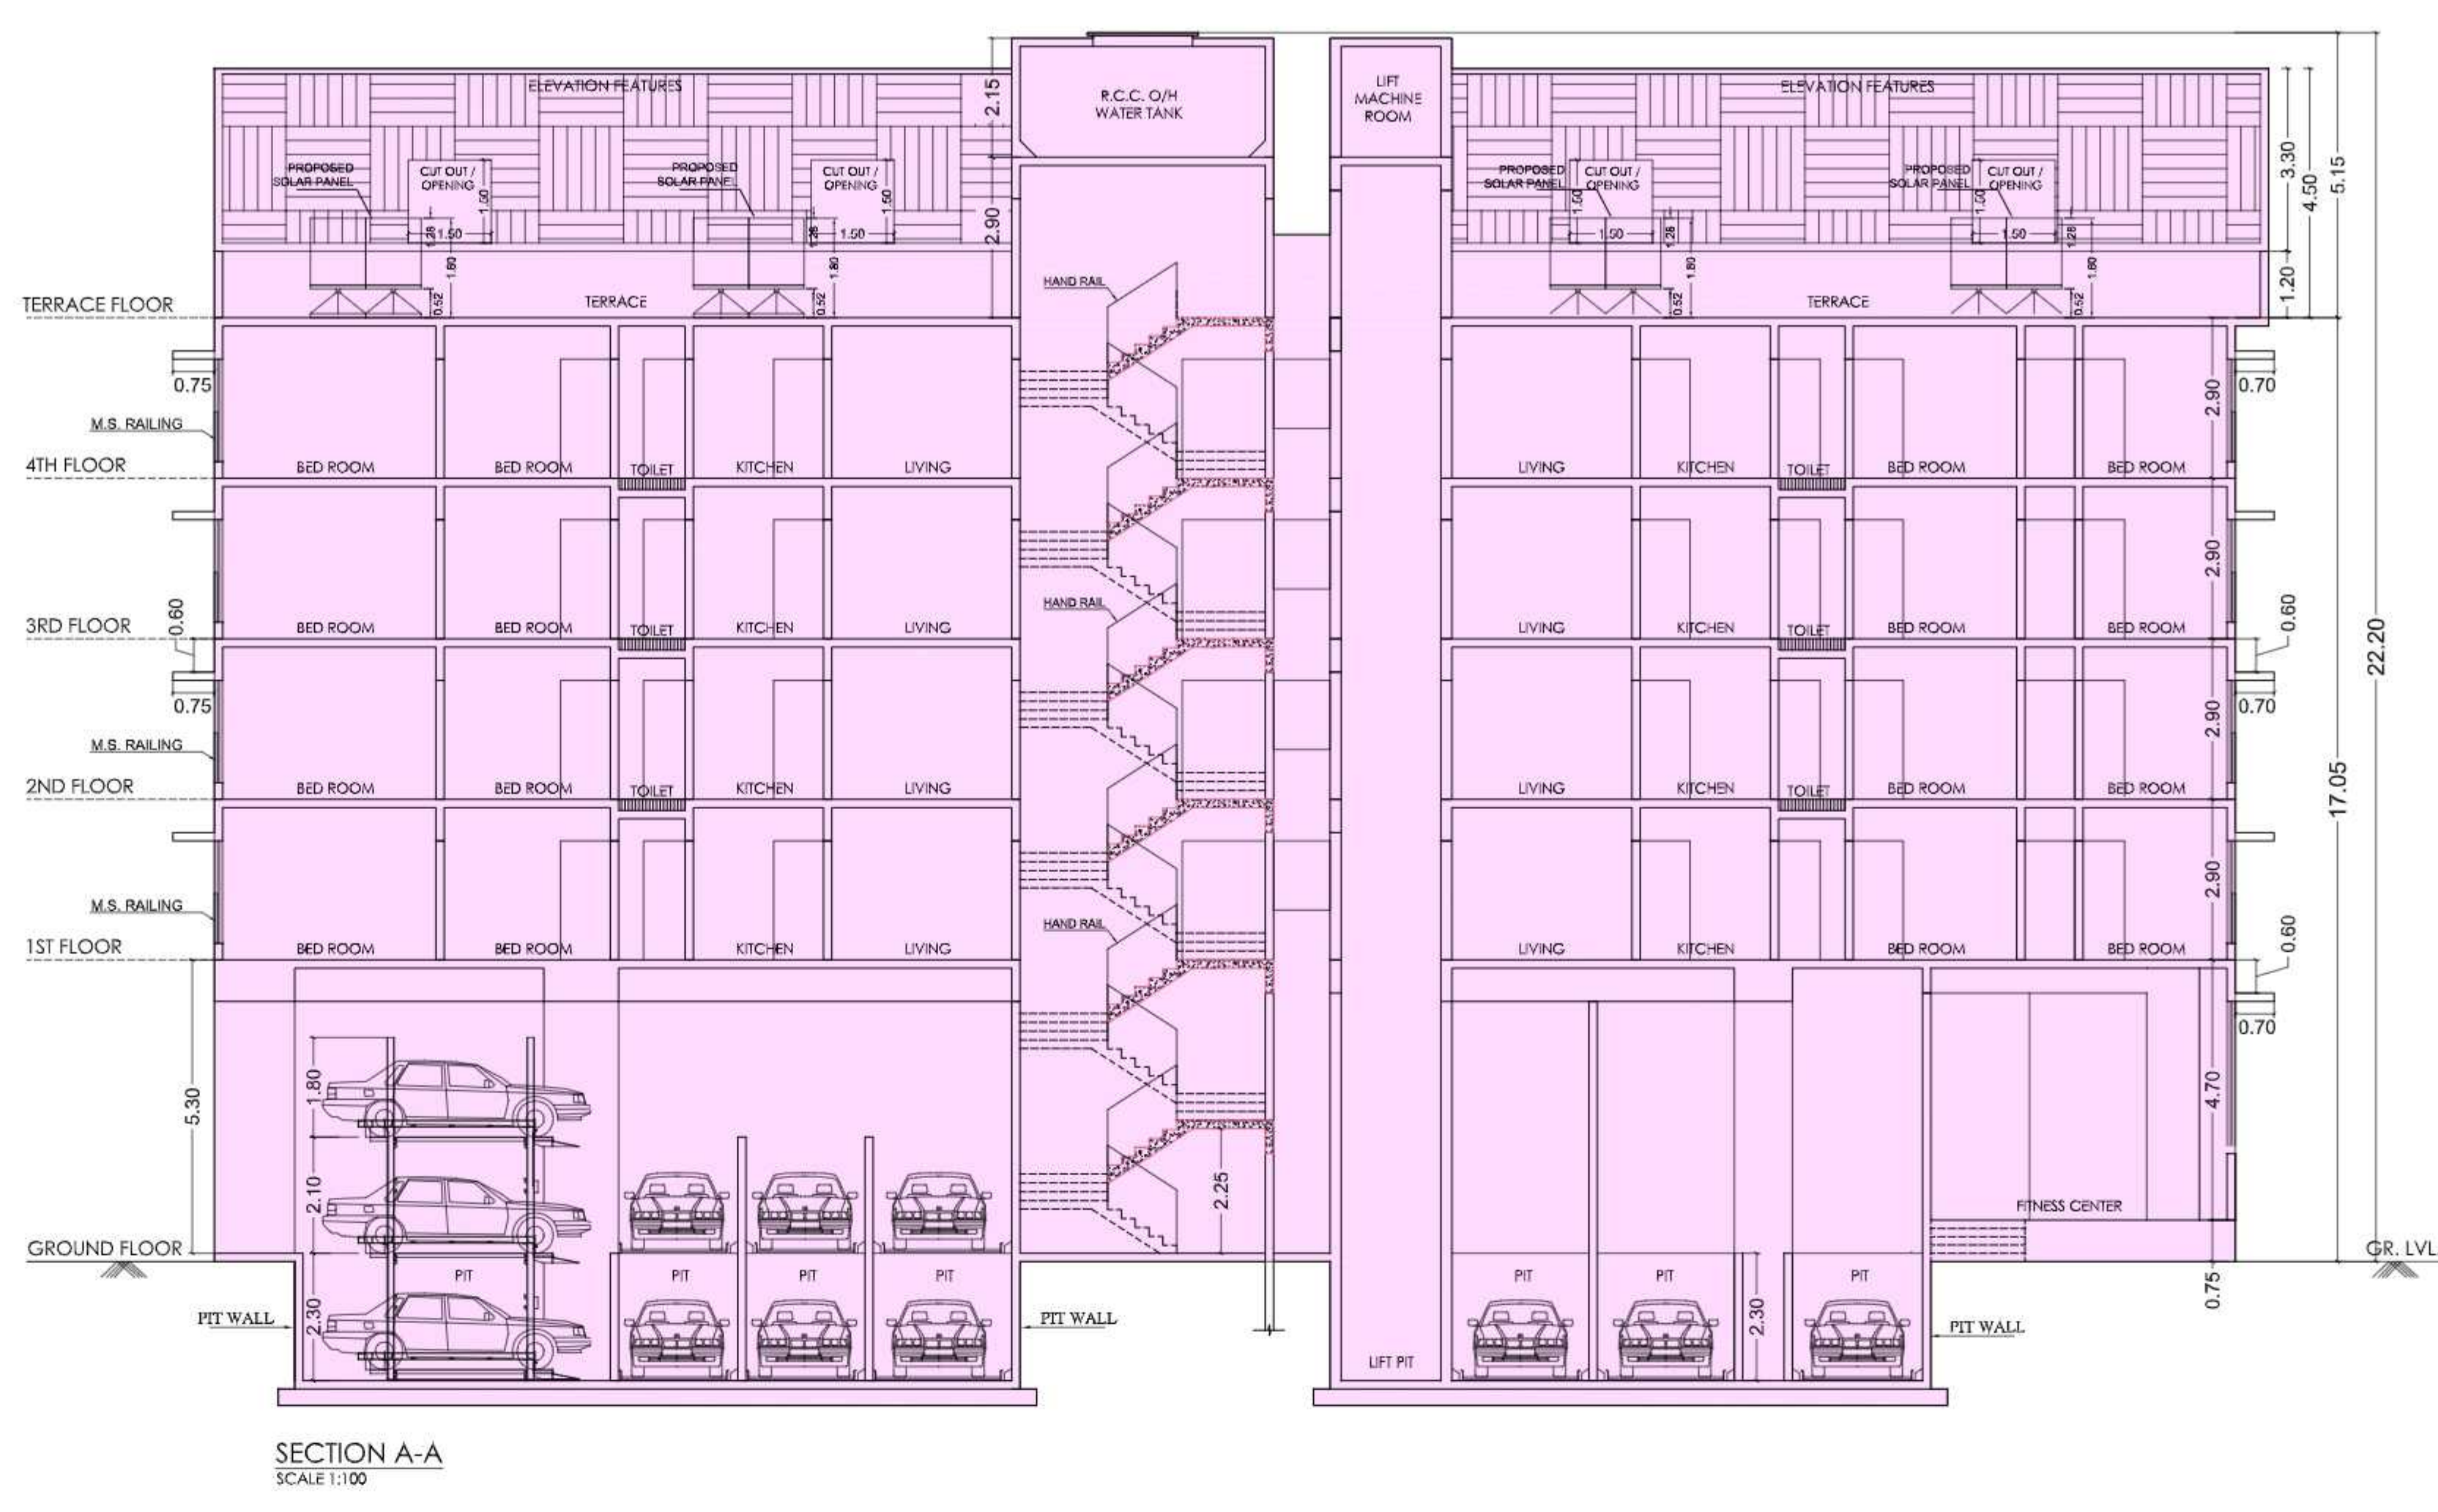 ELEVATION FEATURES
ELEVATION FEATURES
2.15
R.C.C. O/H
WATER TANK
LIFT
MACHINE
ROOM
PROPOSED
SOLAR PANEL
CUT OUT /
OPENING
1.50
1.50
1.28
1.80
0.52
PROPOSED
SOLAR PANEL
CUT OUT /
OPENING
1.50
1.50
1.28
1.80
0.52
2.90
PROPOSED
SOLAR PANEL
CUT OUT /
OPENING
1.50
1.50
1.28
1.80
0.52
PROPOSED
SOLAR PANEL
CUT OUT /
OPENING
1.50
1.50
1.28
1.80
0.52
3.30
4.50
5.15
1.20
HAND RAIL
TERRACE FLOOR
TERRACE
TERRACE
0.75
2.90
0.70
M.S. RAILING
4TH FLOOR
BED ROOM
BED ROOM
TOILET
KITCHEN
LIVING
LIVING
KITCHEN
TOILET
BED ROOM
BED ROOM
2.90
0.60
HAND RAIL
0.60
22.20
3RD FLOOR
BED ROOM
BED ROOM
TOILET
KITCHEN
LIVING
LIVING
KITCHEN
TOILET
BED ROOM
BED ROOM
0.75
2.90
0.70
M.S. RAILING
17.05
2ND FLOOR
BED ROOM
BED ROOM
TOILET
KITCHEN
LIVING
LIVING
KITCHEN
TOILET
BED ROOM
BED ROOM
2.90
M.S. RAILING
HAND RAIL
0.60
1ST FLOOR
BED ROOM
BED ROOM
KITCHEN
LIVING
LIVING
KITCHEN
BED ROOM
BED ROOM
0.70
5.30
1.80
4.70
2.10
2.25
FITNESS CENTER
GROUND FLOOR
GR. LVL
PIT
PIT
PIT
PIT
PIT
PIT
PIT
0.75
PIT WALL
2.30
PIT WALL
2.30
PIT WALL
LIFT PIT
SECTION A-A
SCALE 1:100